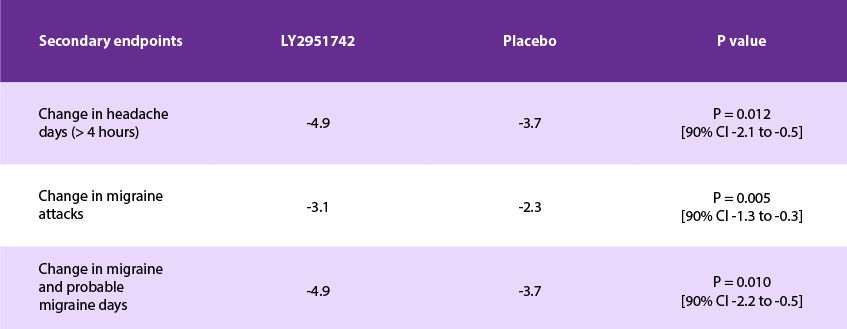 Secondary endpoints LY2951742 Placebo P value
Change in headache
days (> 4 hours)
-4.9
-3.7
P = 0.012
[90% CI -2.1 to -0.5]
Change in migraine
attacks
-3.1
-2.3
P = 0.005
[90% CI -1.3 to -0.3]
Change in migraine
and probable
migraine days
-4.9
-3.7
P = 0.010
[90% CI -2.2 to -0.5]